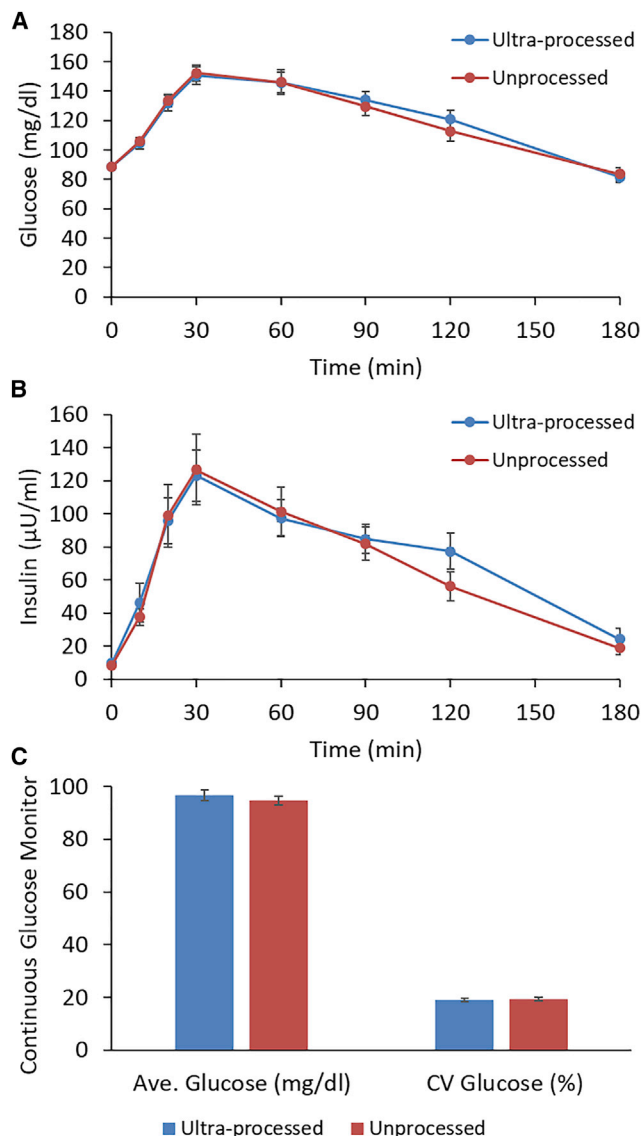 A
180
160
140
120
100
80
60
40
20
0
Glucose (mg/dl)
Ultra-processed
Unprocessed
0 30 60 90 120 150 180
Time (min)
B
160
140
120
100
80
60
40
20
0
Insulin (µU/ml)
Ultra-processed
Unprocessed
0 30 60 90 120 150 180
Time (min)
C
100
80
60
40
20
0
Continuous Glucose Monitor
Ave. Glucose (mg/dl) CV Glucose (%)
Ultra-processed Unprocessed